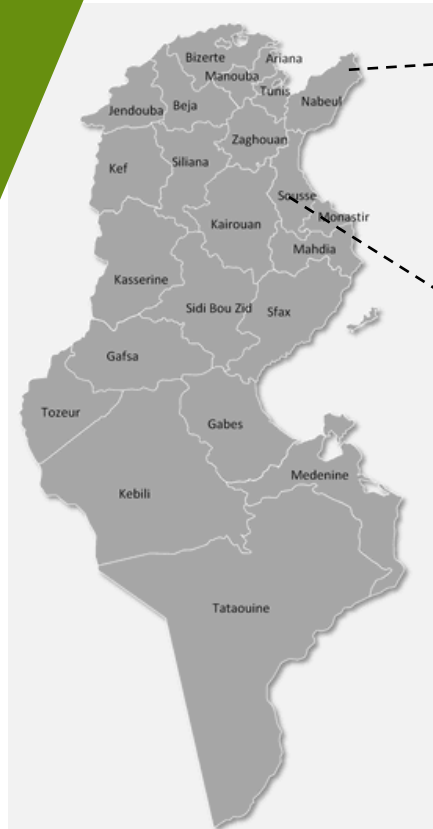 Bizerte
Ariana
Manouba
Tunis
Nabeul
Jendouba
Beja
Zaghouan
Kef
Siliana
Sousse
Monastir
Kairouan
Mahdia
Kasserine
Sidi Bou Zid
Sfax
Gafsa
Tozeur
Gabes
Medenine
Kebili
Tataouine